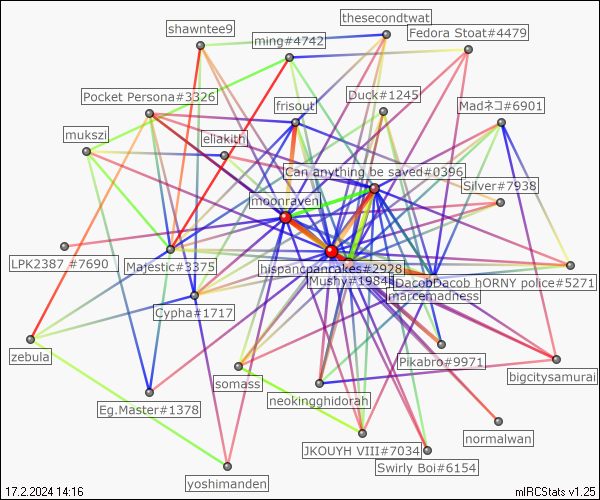 thesecondtwat
shawntee9
Fedora Stoat#4479
ming#4742
Duck#1245
Pocket Persona#3326
frisout
Madネコ#6901
mukszi
eliakith
Can anything be saved#0396
Silver#7938
moonraven
LPK2387 #7690
Majestic#3375
hispanicpancakes#2928
Mushy#1984
DacobDacob hORNY police#5271
marcemadness
Cypha#1717
zebula
Pikabro#9971
bigcitysamurai
somass
neokingghidorah
Eg.Master#1378
normalwan
JKOUYH VIII#7034
Swirly Boi#6154
yoshimanden
17.2.2024 14:16
mIRCStats v1.25